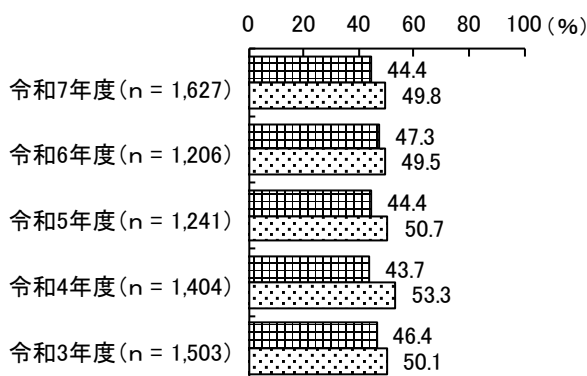 0 20 40 60 80 100 (%)
令和7年度(n = 1,627) 44.4
49.8
令和6年度(n = 1,206) 47.3
49.5
令和5年度(n = 1,241) 44.4
50.7
令和4年度(n = 1,404) 43.7
53.3
令和3年度(n = 1,503) 46.4
50.1